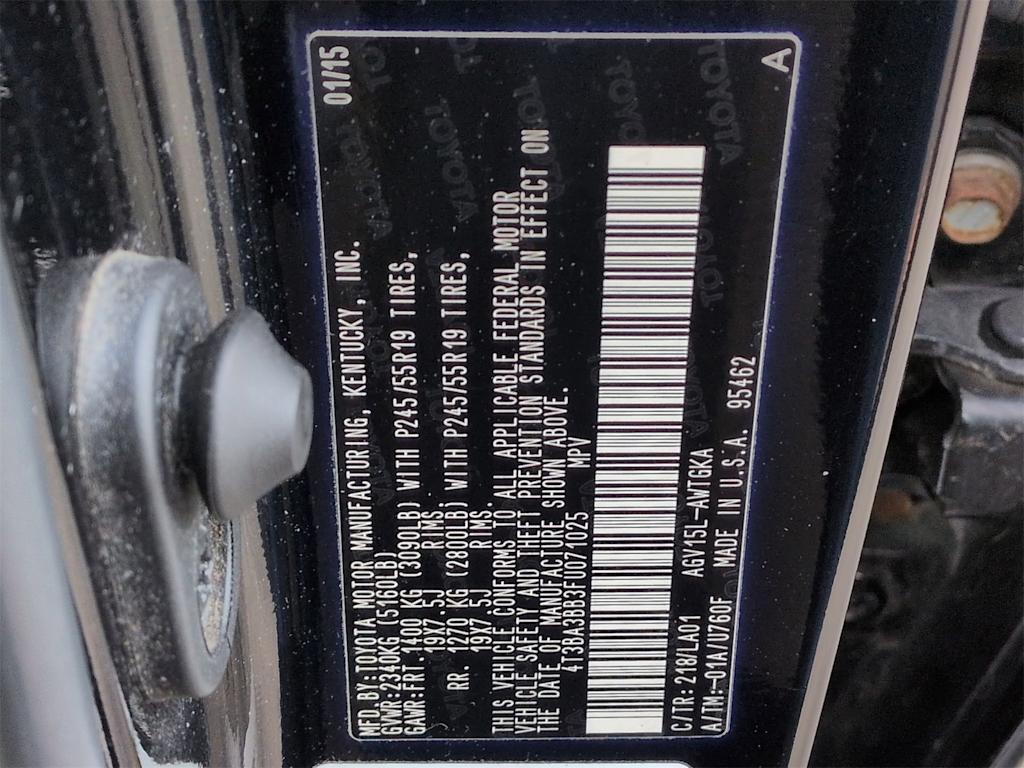 MFD.BY:TOYOTA MOTOR MANUFACTURING, KENTUCKY, INC. 01/15
GVWR:2340KG (5160LB)
GAWR:FRT.1400 KG (3090LB) WITH P245/55R19 TIRES,
19X7.5J RIMS
RR. 1270 KG (2800LB) WITH P245/55R19 TIRES,
19X7.5J RIMS.
THIS VEHICLE CONFORMS TO ALL APPLICABLE FEDERAL MOTOR
VEHICLE SAFETY AND THEFT PREVENTION STANDARDS IN EFFECT ON
THE DATE OF MANUFACTURE SHOWN ABOVE.
4T3BA3BB3FU071025 MPV
C/TR:218/LA01 AGV15L-AWTGKA
A/TM:-01A/U760F MADE IN U.S.A. 95462 A